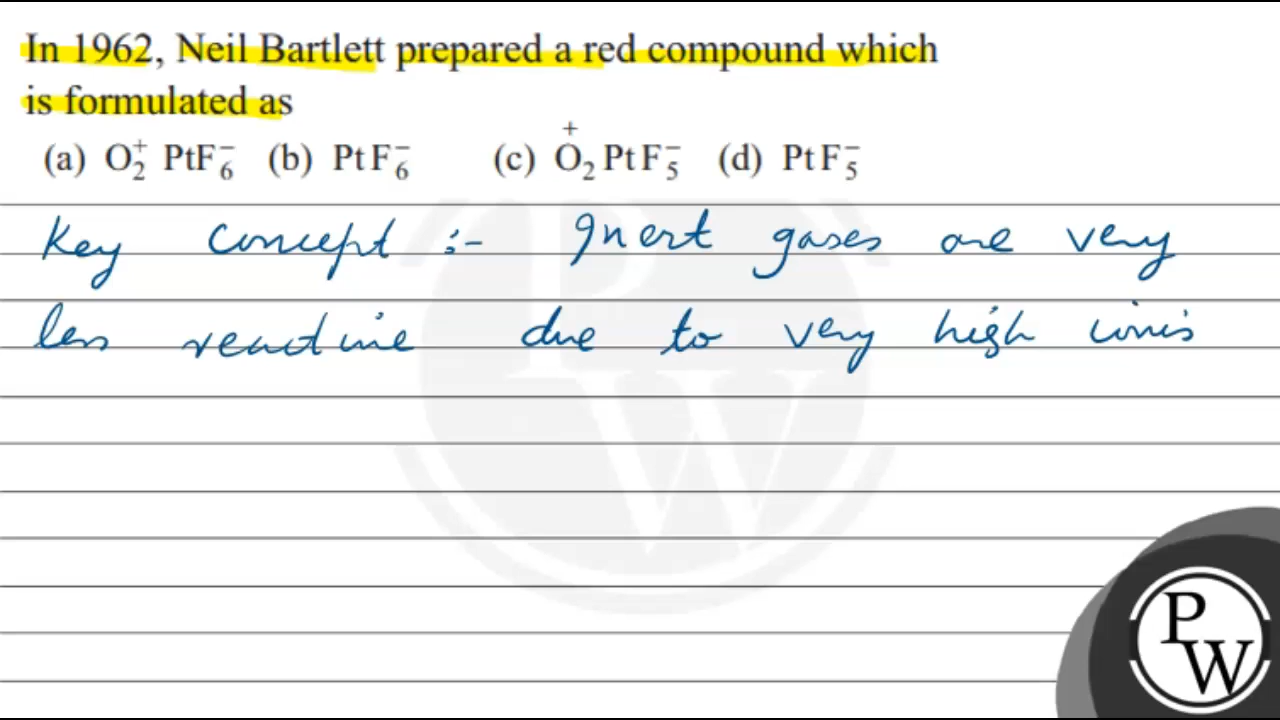 In 1962, Neil Bartlett prepared a red compound which
is formulated as
(a) O₂⁺ PtF₆⁻ (b) PtF₆⁻ (c) O₂⁺ PtF₅⁻ (d) PtF₅⁻
Key concept :- Inert gases are very
less reactive due to very high
P
W
PW